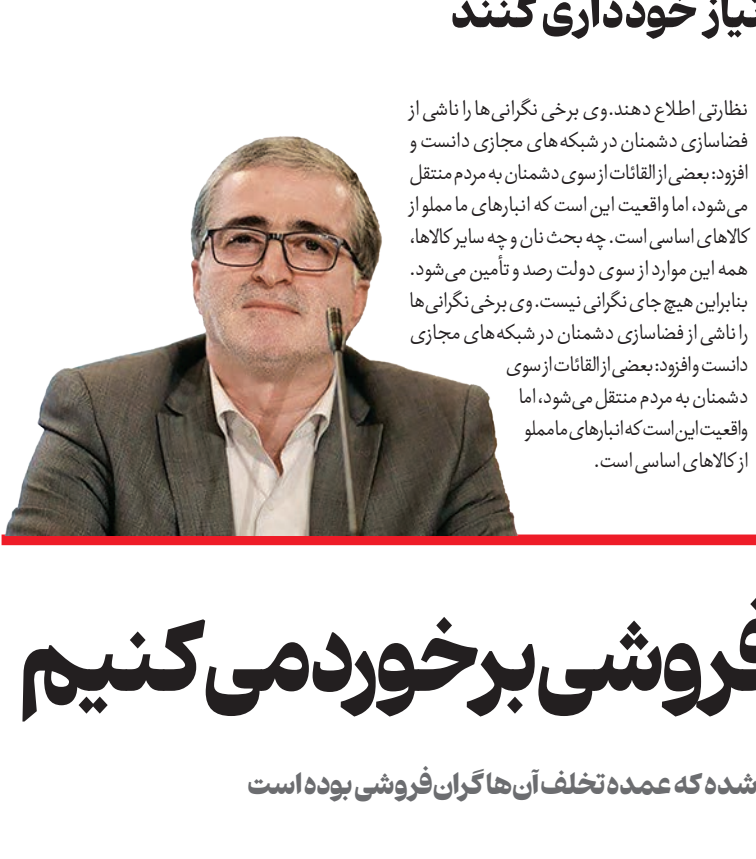 نیاز خودداری کنند
نظارتی اطلاع دهند. وی برخی نگرانی‌ها را ناشی از
فضاسازی دشمنان در شبکه‌های مجازی دانست و
افزود: بعضی از القائات از سوی دشمنان به مردم منتقل
می‌شود، اما واقعیت این است که انبارهای ما مملو از
کالاهای اساسی است. چه بحث نان و چه سایر کالاها،
همه این موارد از سوی دولت رصد و تأمین می‌شود.
بنابراین هیچ جای نگرانی نیست. وی برخی نگرانی‌ها
را ناشی از فضاسازی دشمنان در شبکه‌های مجازی
دانست و افزود: بعضی از القائات از سوی
دشمنان به مردم منتقل می‌شود، اما
واقعیت این است که انبارهای ما مملو
از کالاهای اساسی است.
فروشی برخورد می‌کنیم
شده که عمده تخلف آن‌ها گران‌فروشی بوده است